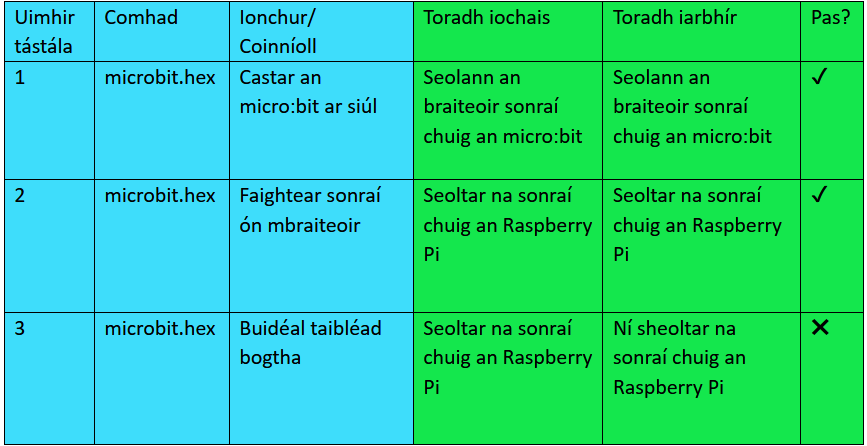 Uimhir tástála
Comhad
Ionchur/
Coinníoll
Toradh iochais
Toradh iarbhír
Pas?
1
microbit.hex
Castar an
micro:bit ar siúl
Seolann an
braiteoir sonraí
chuig an micro:bit
Seolann an
braiteoir sonraí
chuig an micro:bit
✓
2
microbit.hex
Faightear sonraí
ón mbraiteoir
Seoltar na sonraí
chuig an Raspberry
Pi
Seoltar na sonraí
chuig an Raspberry
Pi
✓
3
microbit.hex
Buidéal taibléad
bogtha
Seoltar na sonraí
chuig an Raspberry
Pi
Ní sheoltar na
sonraí chuig an
Raspberry Pi
✕